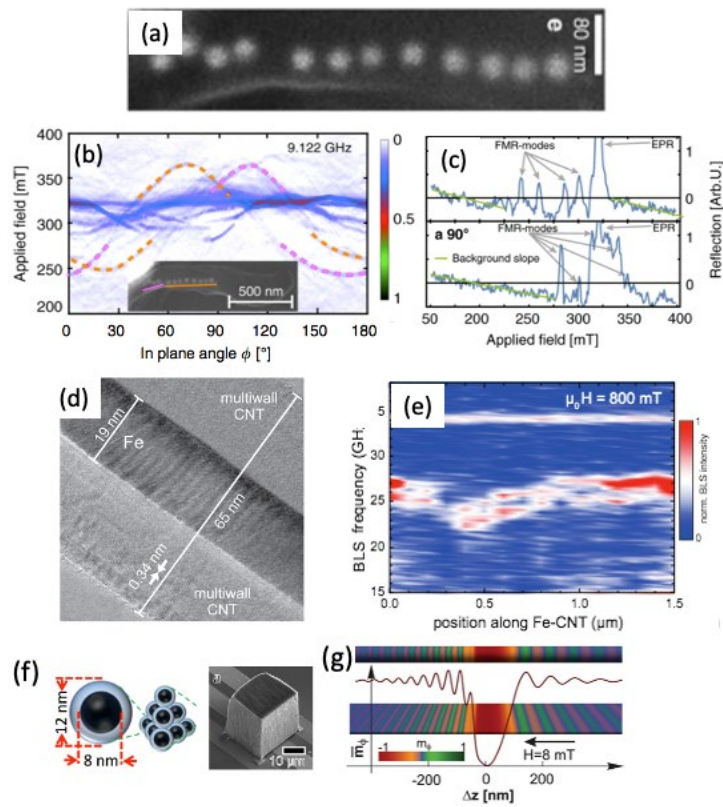 (a)
e
80 nm
(b)
9.122 GHz
Applied field [mT]
400
350
300
250
200
0
0.5
1
500 nm
0 30 60 90 120 150 180
In plane angle ϕ [°]
(c)
FMR-modes
EPR
1
0
a 90°
FMR-modes
EPR
Background slope
1
0
Reflection [Arb.U.]
50 150 200 250 300 350 400
Applied field [mT]
(d)
multiwall
CNT
19 nm
Fe
65 nm
0.34 nm
multiwall
CNT
(e)
μ0H = 800 mT
BLS frequency (GH
5
30
25
20
15
0.0 0.5 1.0 1.5
position along Fe-CNT (μm)
1
0
norm. BLS intensity
(f)
12 nm
8 nm
10 μm
(g)
m̅ϕ
mϕ
-1 1
H=8 mT
-200 0 200
Δz [nm]